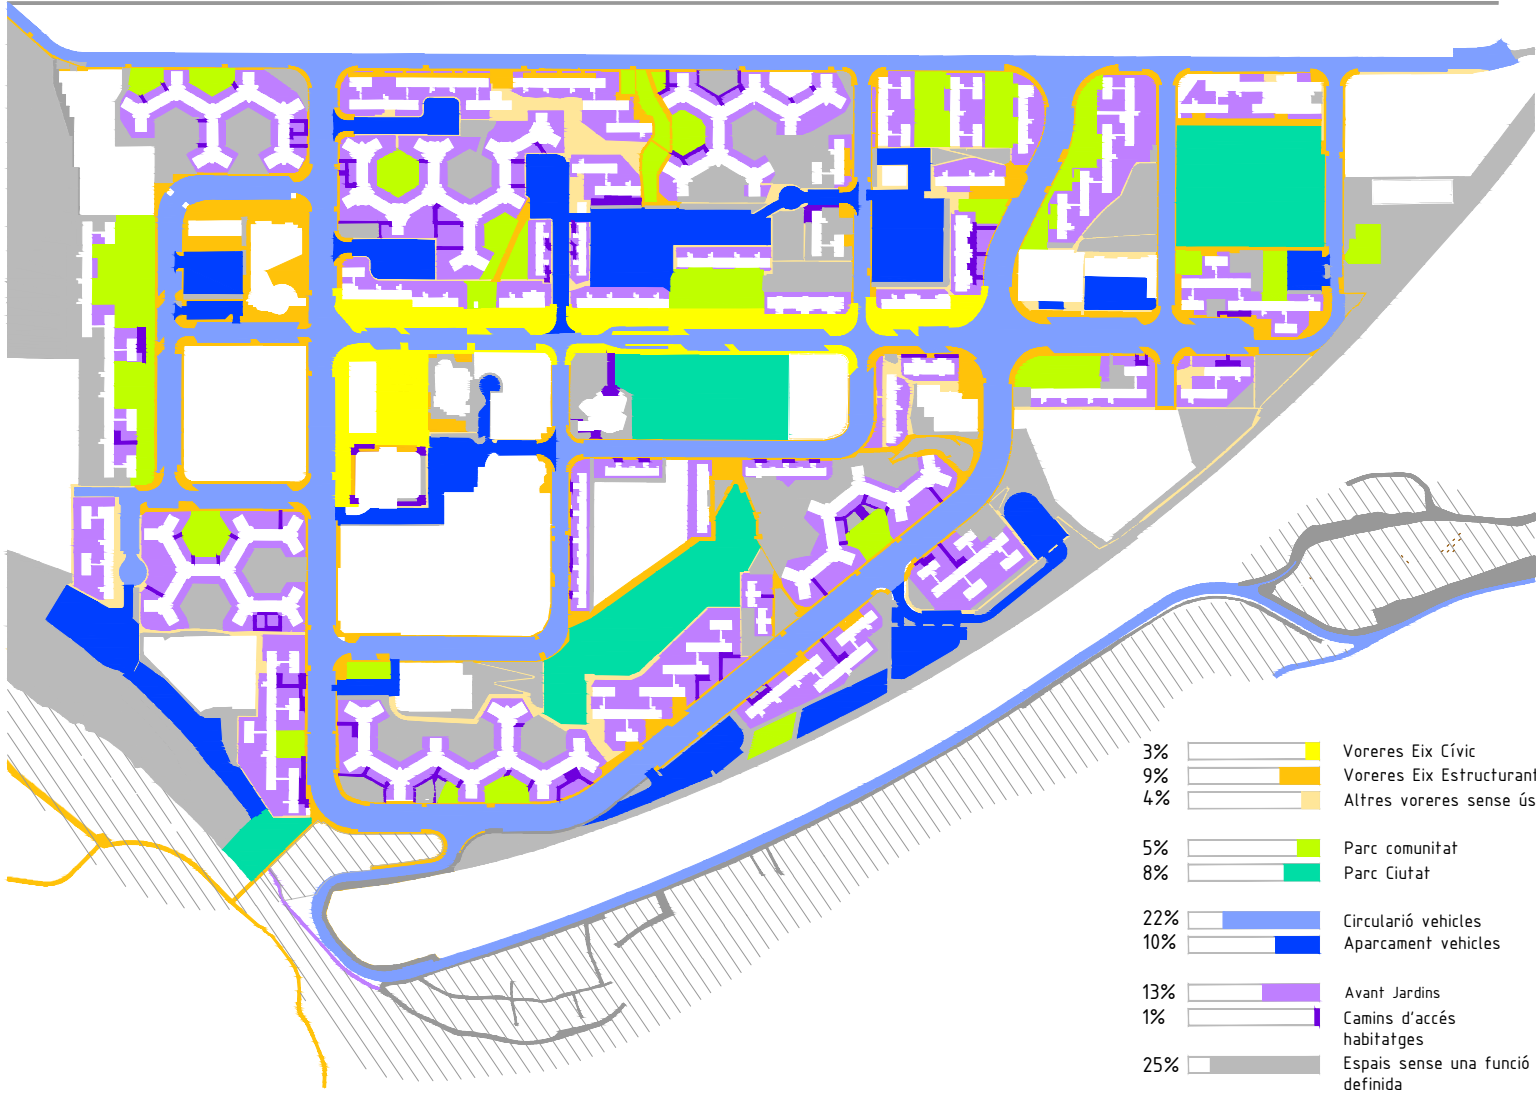 3% Voreres Eix Cívic
9% Voreres Eix Estructurant
4% Altres voreres sense ús
5% Parc comunitat
8% Parc Ciutat
22% Circularió vehicles
10% Aparcament vehicles
13% Avant Jardins
1% Camins d'accés
habitatges
25% Espais sense una funció
definida